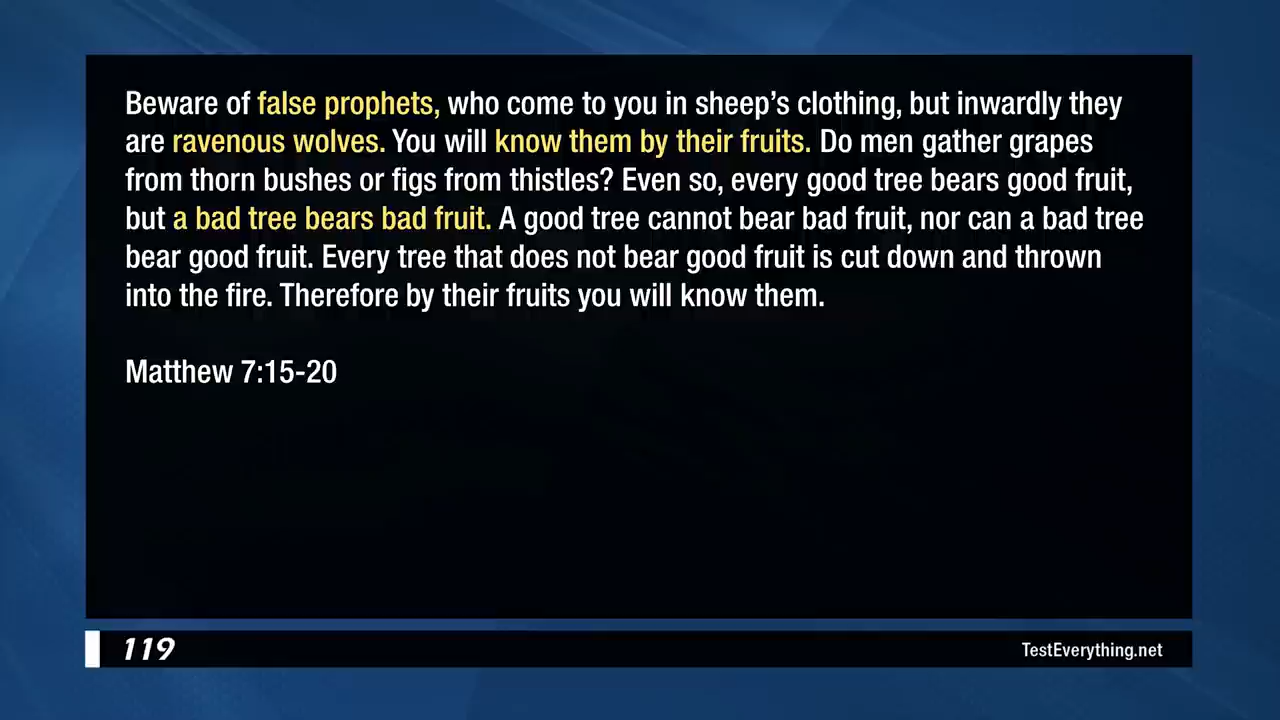 Beware of false prophets, who come to you in sheep’s clothing, but inwardly they
are ravenous wolves. You will know them by their fruits. Do men gather grapes
from thorn bushes or figs from thistles? Even so, every good tree bears good fruit,
but a bad tree bears bad fruit. A good tree cannot bear bad fruit, nor can a bad tree
bear good fruit. Every tree that does not bear good fruit is cut down and thrown
into the fire. Therefore by their fruits you will know them.
Matthew 7:15-20
119
TestEverything.net